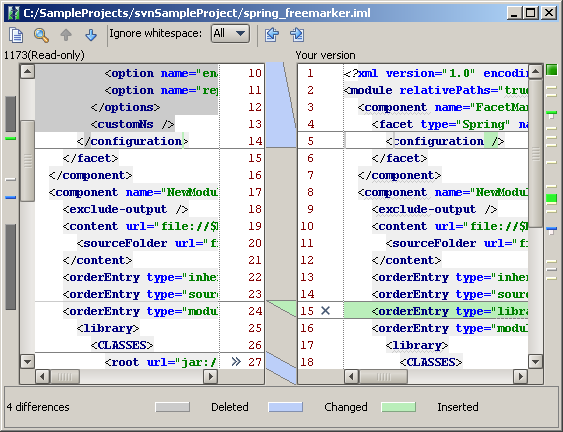 C:/SampleProjects/svnSampleProject/spring_freemarker.iml
Ignore whitespace: All
1173(Read-only) Your version
<option name="en 10
<option name="re 11
</options> 12
<customNs /> 13
</configuration> 14
</facet> 15
</component> 16
<component name="NewModul 17
<exclude-output /> 18
<content url="file://$ 19
<sourceFolder url="f 20
</content> 21
<orderEntry type="inhe 22
<orderEntry type="sour 23
<orderEntry type="modu 24
<library> 25
<CLASSES> 26
<root url="jar:/ » 27
1 <?xml version="1.0" encodin
2 <module relativePaths="true
3 <component name="FacetMa
4 <facet type="Spring" na
5 <configuration />
6 </facet>
7 </component>
8 <component name="NewModu
9 <exclude-output />
10 <content url="file://$
11 <sourceFolder url="fi
12 </content>
13 <orderEntry type="inhe
14 <orderEntry type="sour
15 <orderEntry type="libra
16 <orderEntry type="modu
17 <library>
18 <CLASSES>
4 differences Deleted Changed Inserted